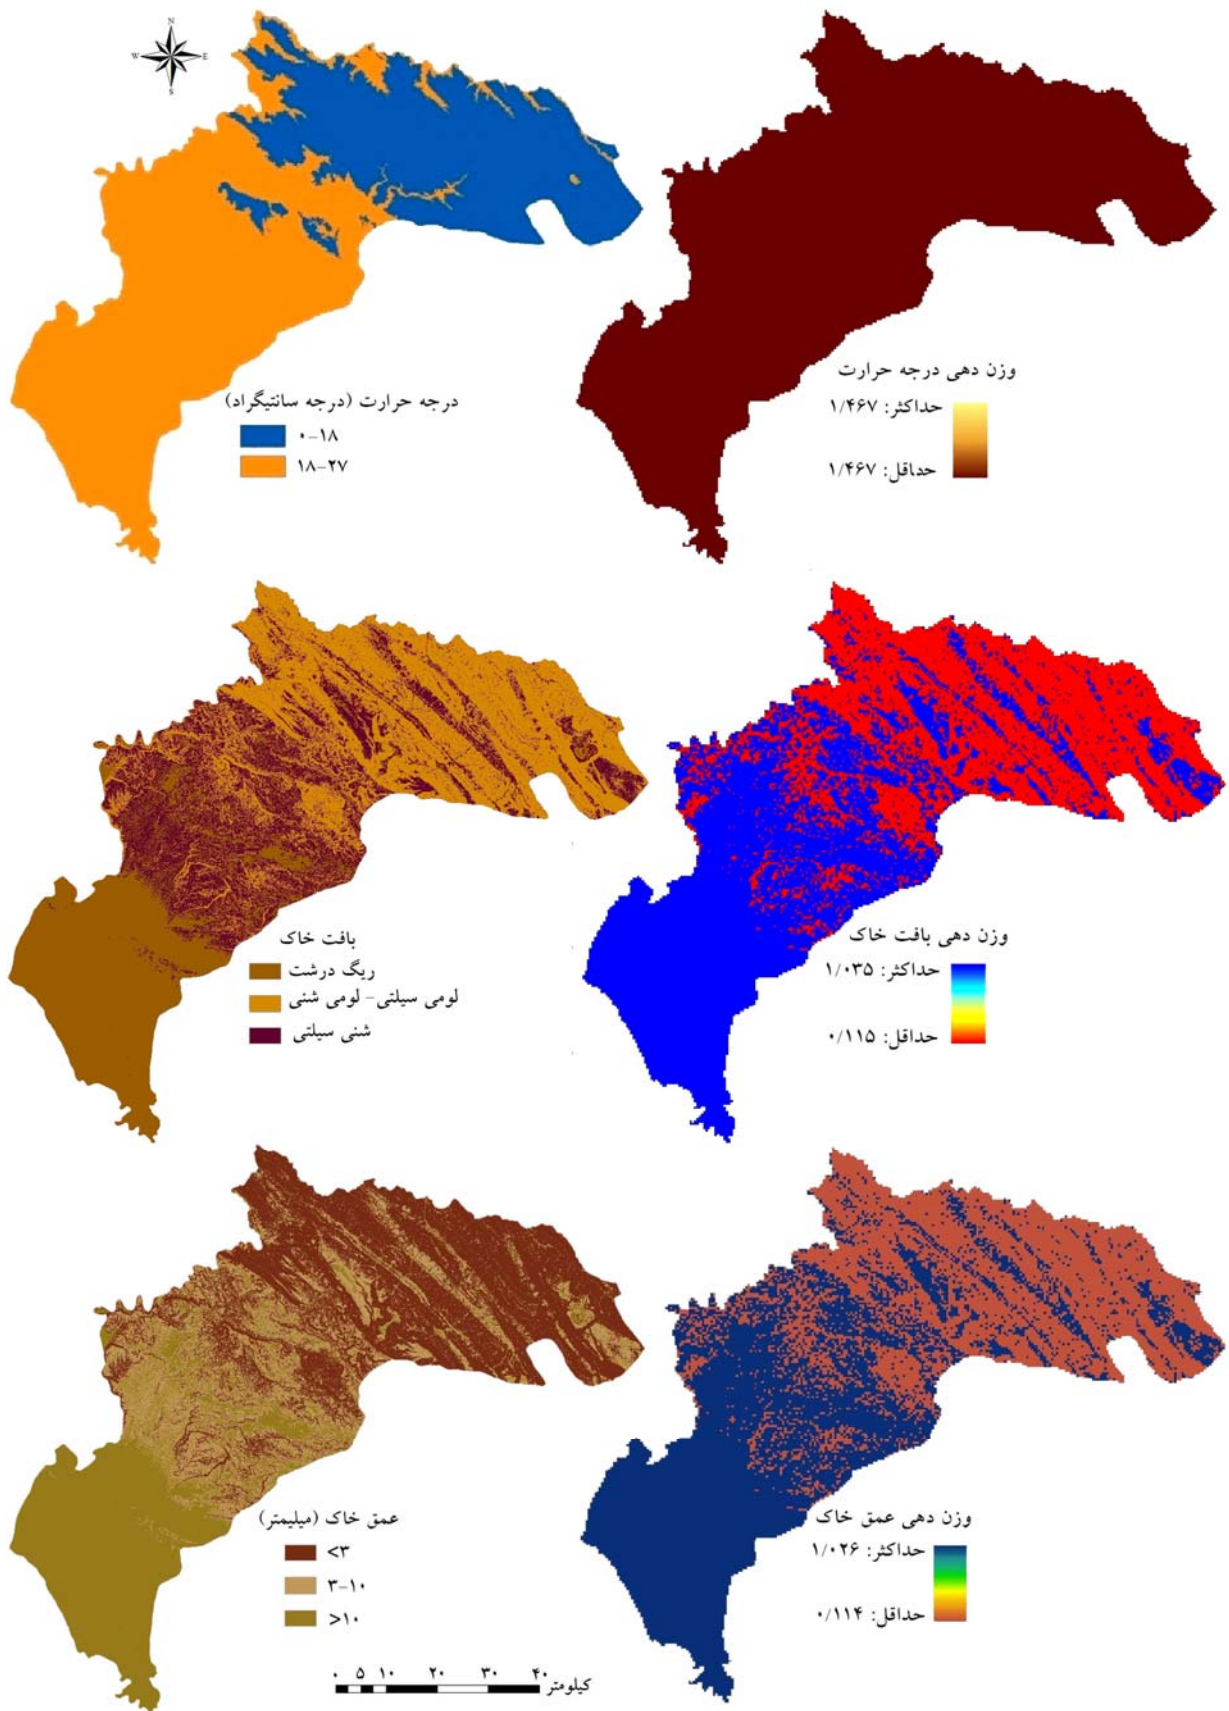 N
W E
S
درجه حرارت (درجه سانتیگراد)
۰-۱۸
۱۸-۲۷
وزن دهی درجه حرارت
حداکثر: ۱/۴۶۷
حداقل: ۱/۴۶۷
بافت خاک
ریگ درشت
لومی سیلتی- لومی شنی
شنی سیلتی
وزن دهی بافت خاک
حداکثر: ۱/۰۳۵
حداقل: ۰/۱۱۵
عمق خاک (میلیمتر)
<۳
۳-۱۰
>۱۰
وزن دهی عمق خاک
حداکثر: ۱/۰۲۶
حداقل: ۰/۱۱۴
۰ ۵ ۱۰ ۲۰ ۳۰ ۴۰
کیلومتر